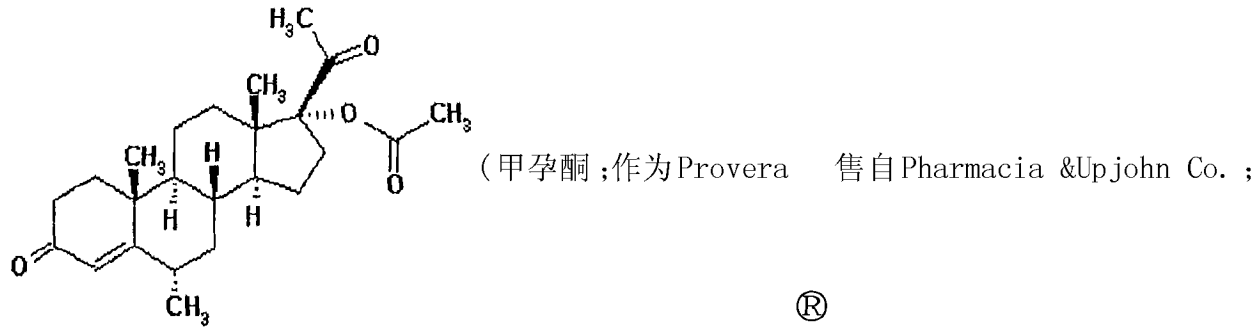 H₃C
O
CH₃
O
CH₃
CH₃
H
O
H
H
O
CH₃
(甲孕酮;作为Provera 售自Pharmacia &Upjohn Co. ;
®